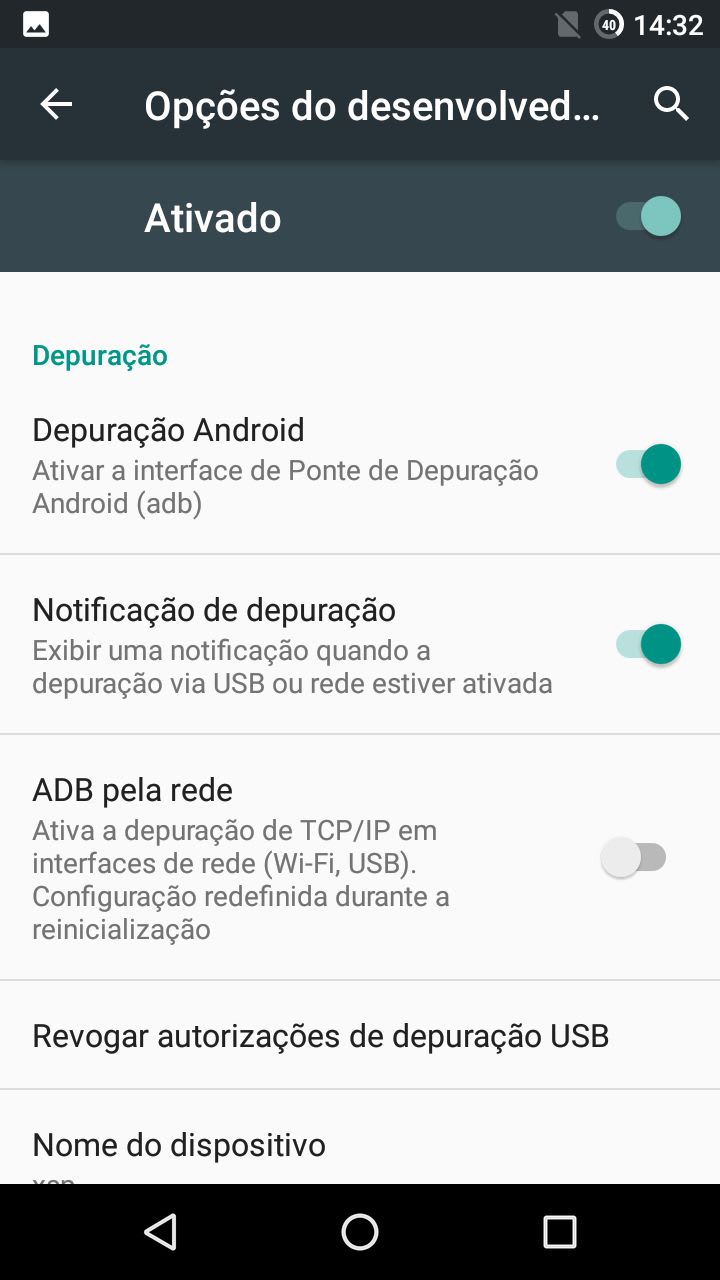 40 14:32
Opções do desenvolved...
Ativado
Depuração
Depuração Android
Ativar a interface de Ponte de Depuração
Android (adb)
Notificação de depuração
Exibir uma notificação quando a
depuração via USB ou rede estiver ativada
ADB pela rede
Ativa a depuração de TCP/IP em
interfaces de rede (Wi-Fi, USB).
Configuração redefinida durante a
reinicialização
Revogar autorizações de depuração USB
Nome do dispositivo